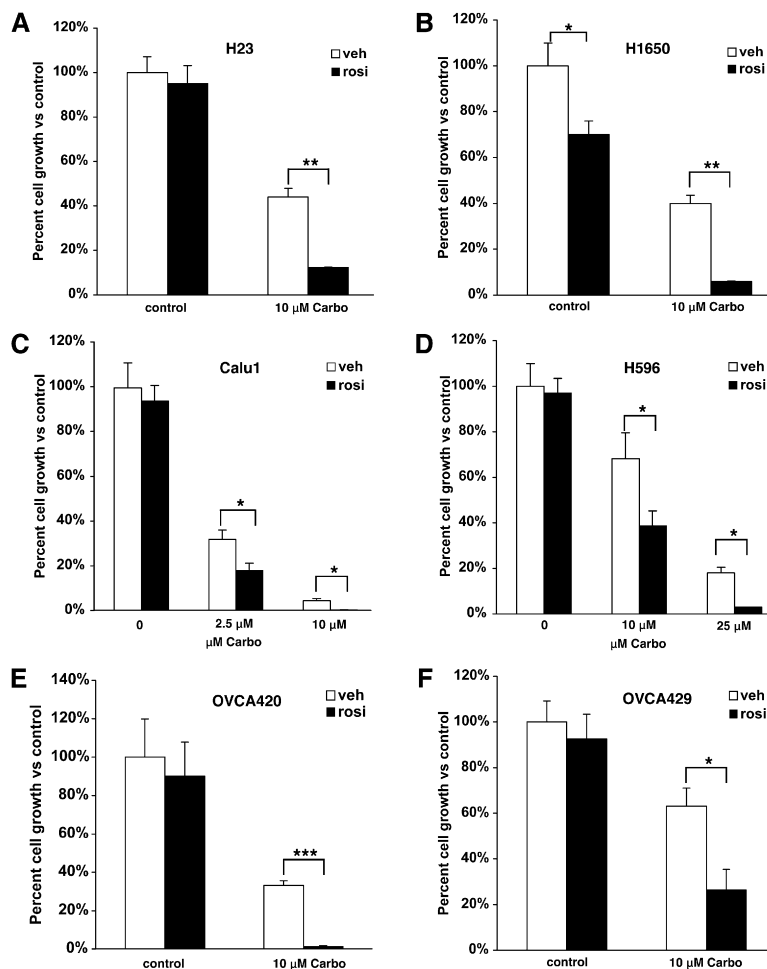 A
H23
veh
rosi
Percent cell growth vs control
120%
100%
80%
60%
40%
20%
0%
**
control
10 µM Carbo
B
H1650
veh
rosi
Percent cell growth vs control
120%
100%
80%
60%
40%
20%
0%
*
**
control
10 µM Carbo
C
Calu1
veh
rosi
Percent cell growth vs control
120%
100%
80%
60%
40%
20%
0%
*
*
0
2.5 µM
10 µM
µM Carbo
D
H596
veh
rosi
Percent cell growth vs control
120%
100%
80%
60%
40%
20%
0%
*
*
0
10 µM
25 µM
µM Carbo
E
OVCA420
veh
rosi
Percent cell growth vs control
140%
120%
100%
80%
60%
40%
20%
0%
***
control
10 µM Carbo
F
OVCA429
veh
rosi
Percent cell growth vs control
120%
100%
80%
60%
40%
20%
0%
*
control
10 µM Carbo